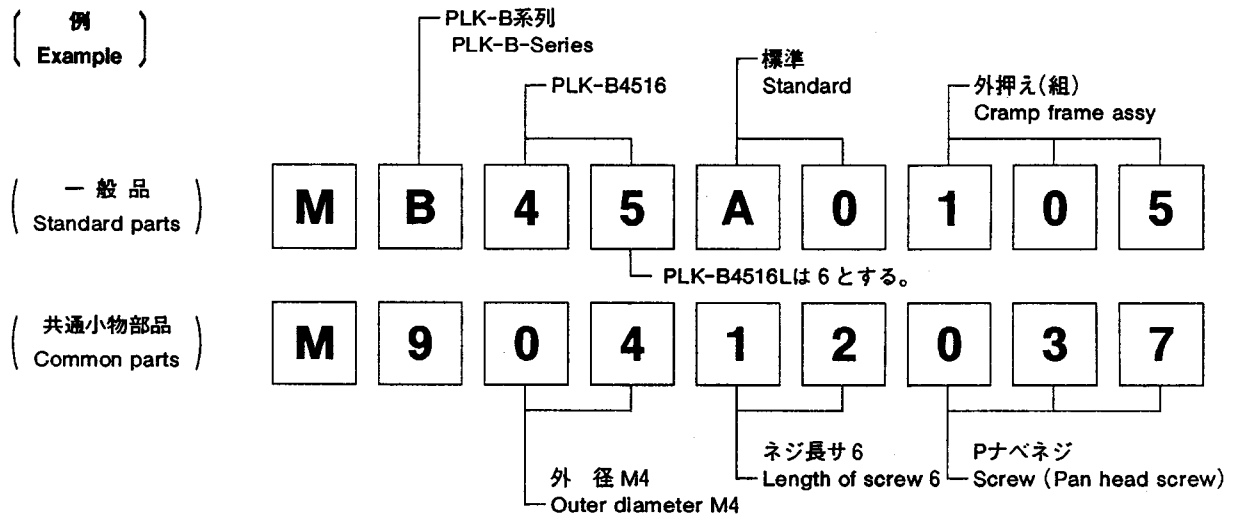 例
Example
PLK-B系列
PLK-B-Series
PLK-B4516
標準
Standard
外押え(組)
Cramp frame assy
一般品
Standard parts
M B 4 5 A 0 1 0 5
PLK-B4516Lは6とする。
共通小物部品
Common parts
M 9 0 4 1 2 0 3 7
外 径 M4
Outer diameter M4
ネジ長サ6
Length of screw 6
Pナベネジ
Screw (Pan head screw)